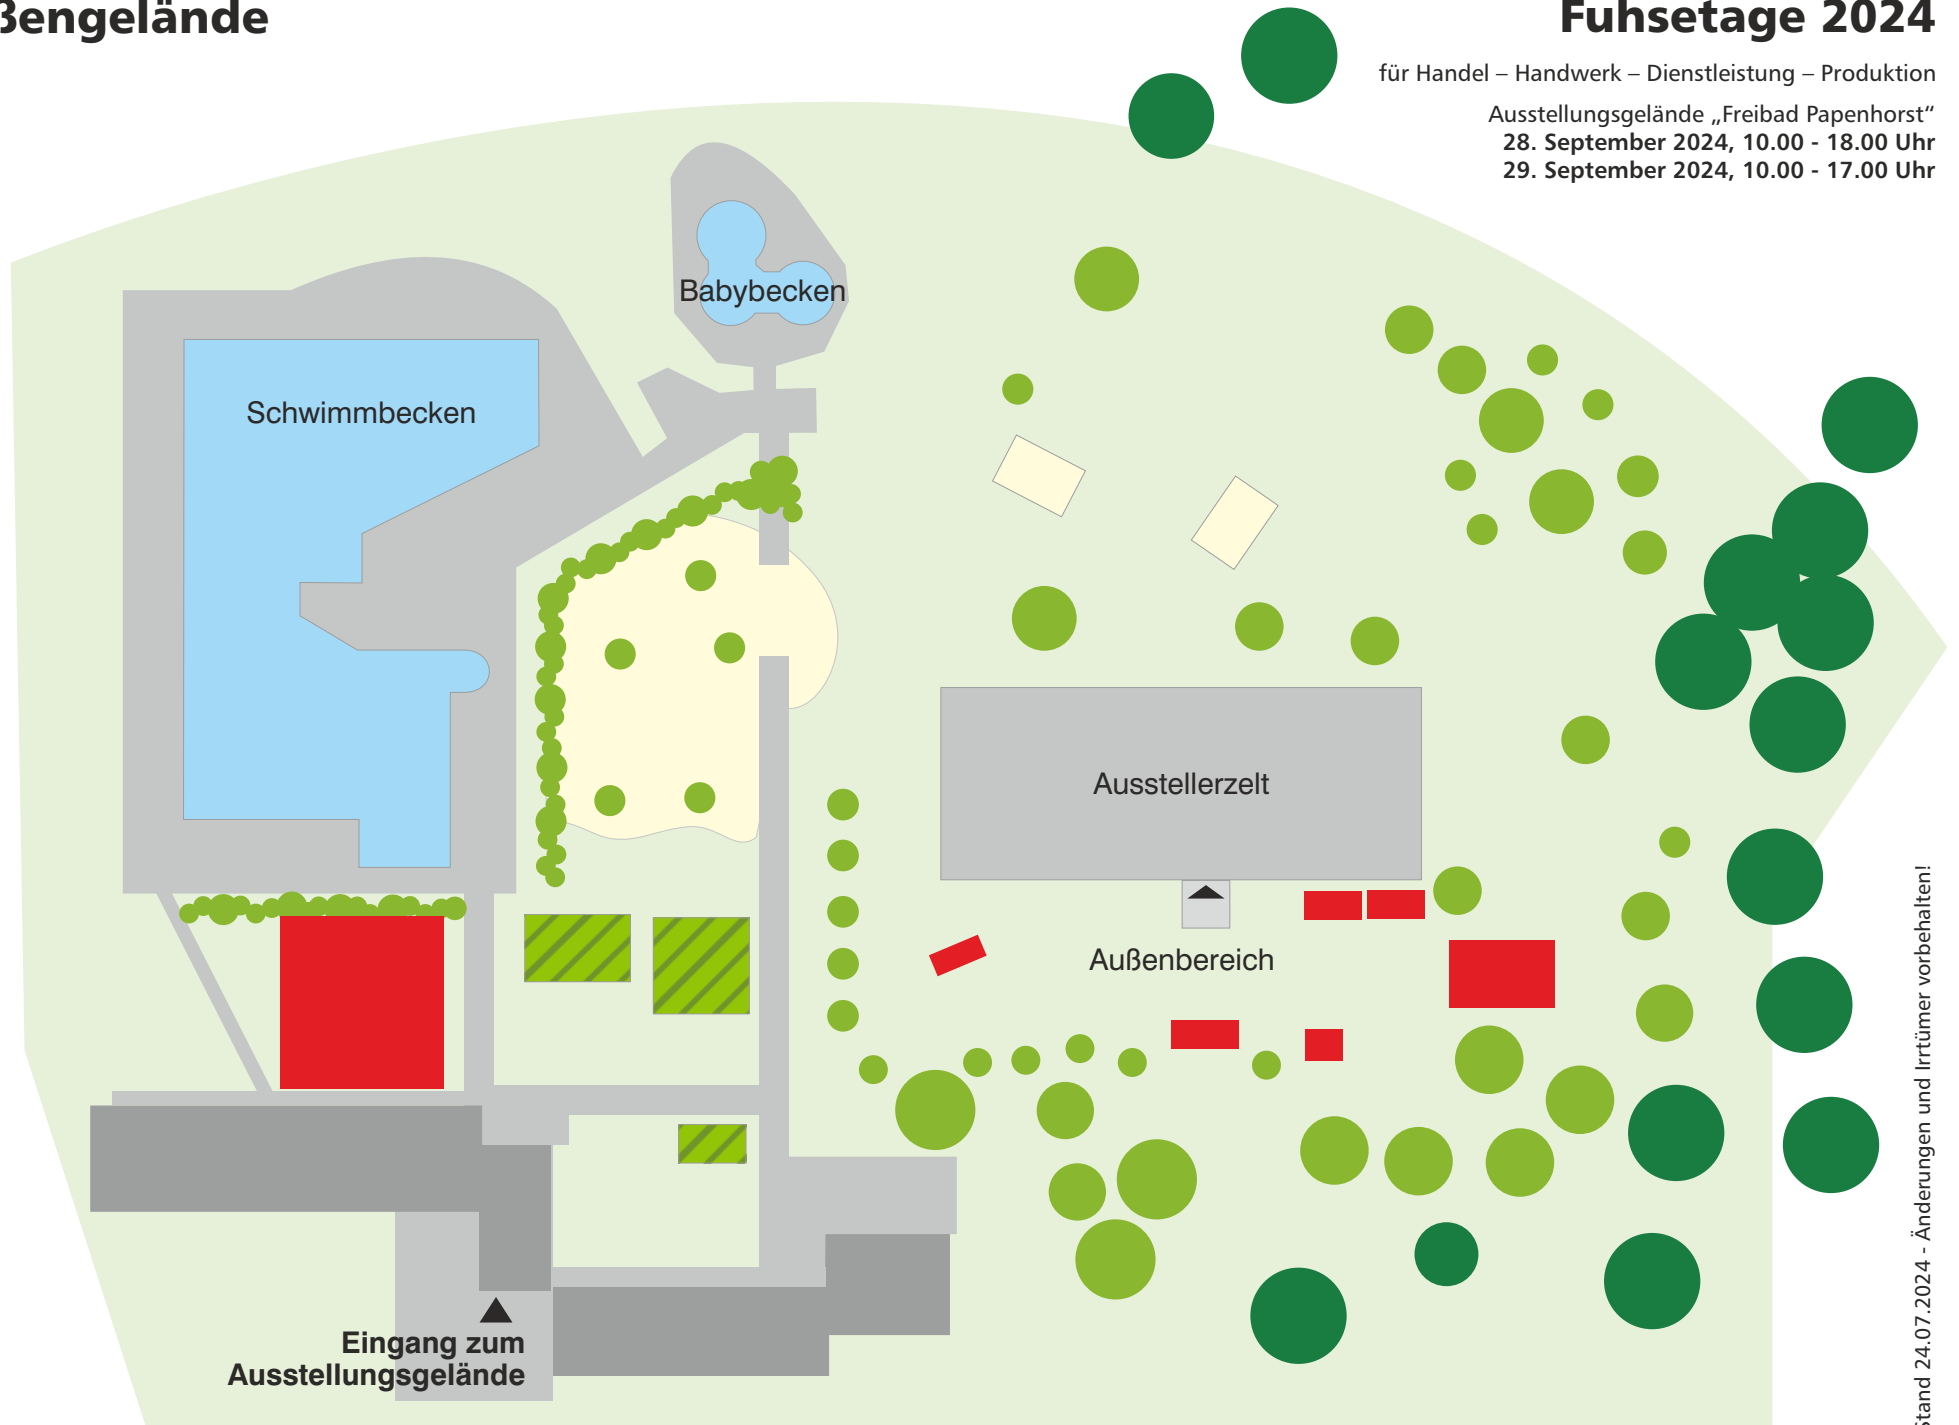 ßengelände
Fuhsetage 2024
für Handel – Handwerk – Dienstleistung – Produktion
Ausstellungsgelände „Freibad Papenhorst“
28. September 2024, 10.00 - 18.00 Uhr
29. September 2024, 10.00 - 17.00 Uhr
Babybecken
Schwimmbecken
Ausstellerzelt
Außenbereich
Eingang zum
Ausstellungsgelände
Stand 24.07.2024 - Änderungen und Irrtümer vorbehalten!